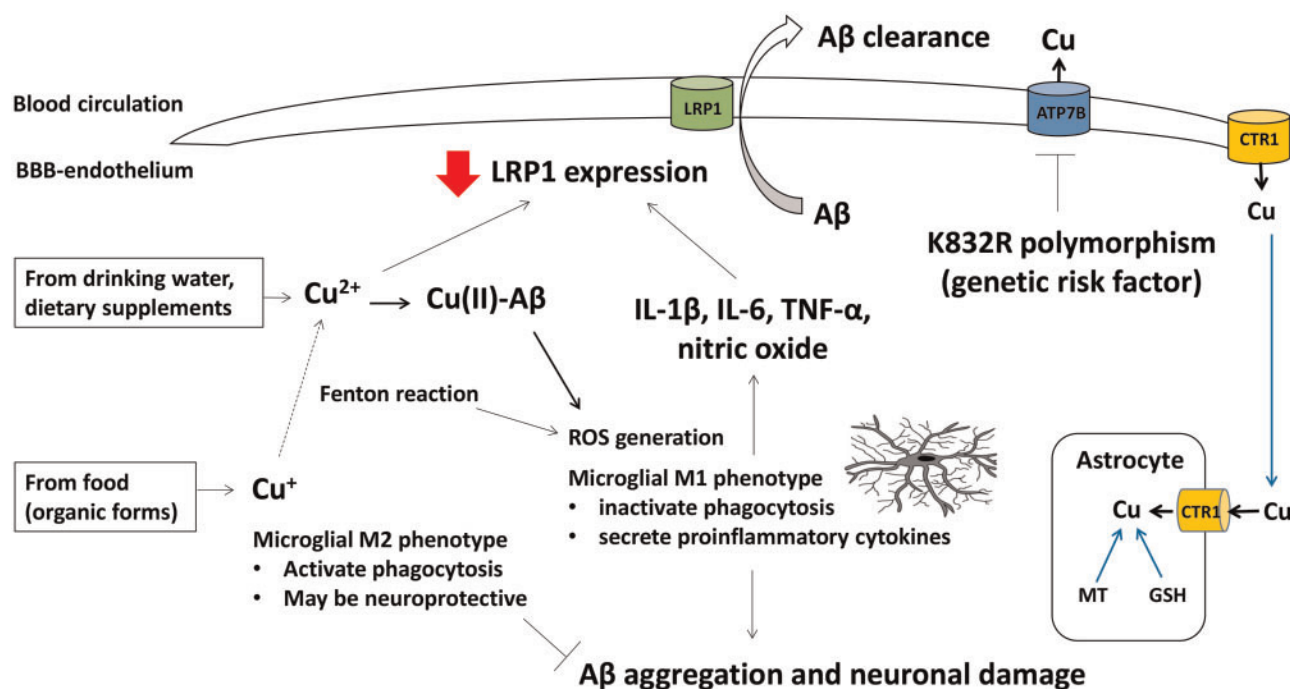 Aβ clearance
Cu
Blood circulation
LRP1
ATP7B
CTR1
BBB-endothelium
LRP1 expression
Aβ
Cu
K832R polymorphism
(genetic risk factor)
From drinking water,
dietary supplements
Cu²⁺
Cu(II)-Aβ
IL-1β, IL-6, TNF-α,
nitric oxide
Fenton reaction
ROS generation
From food
(organic forms)
Cu⁺
Microglial M1 phenotype
• inactivate phagocytosis
• secrete proinflammatory cytokines
Microglial M2 phenotype
• Activate phagocytosis
• May be neuroprotective
Astrocyte
Cu
CTR1
Cu
MT
GSH
Aβ aggregation and neuronal damage